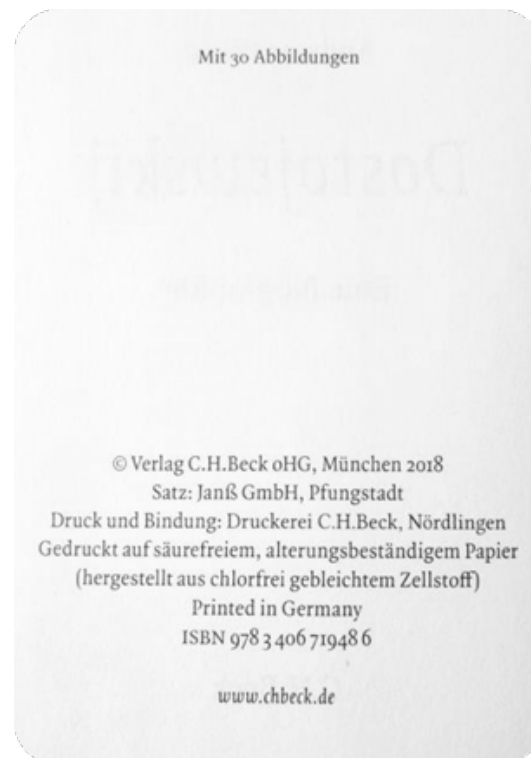 Mit 30 Abbildungen
© Verlag C.H.Beck oHG, München 2018
Satz: Janß GmbH, Pfungstadt
Druck und Bindung: Druckerei C.H.Beck, Nördlingen
Gedruckt auf säurefreiem, alterungsbeständigem Papier
(hergestellt aus chlorfrei gebleichtem Zellstoff)
Printed in Germany
ISBN 978 3 406 71948 6
www.chbeck.de